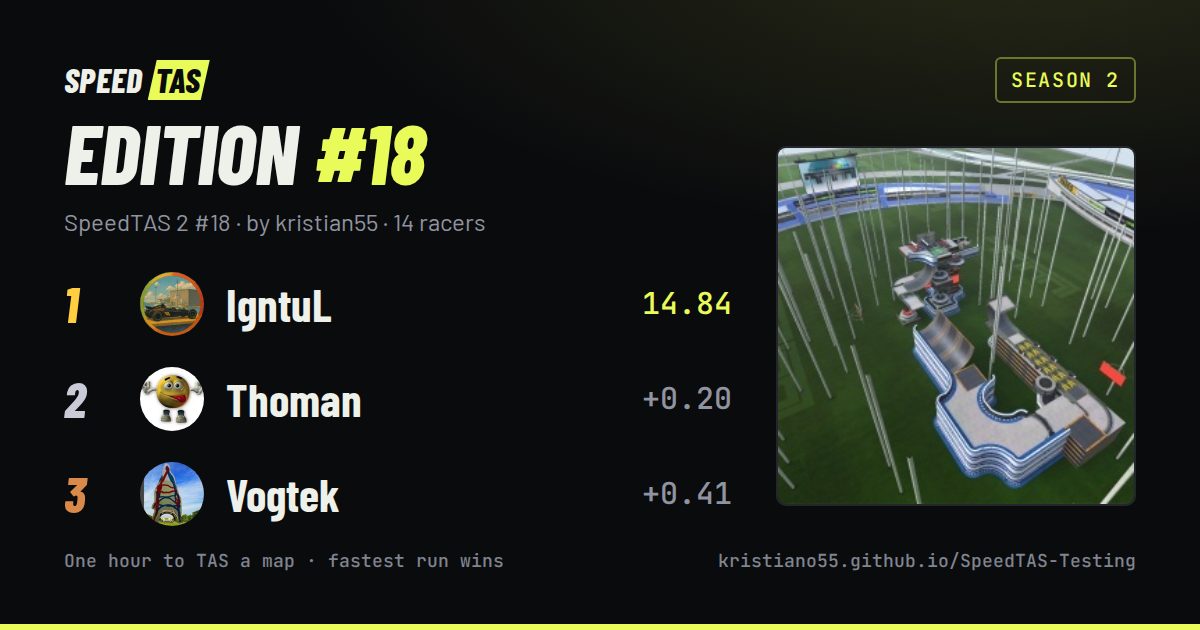 SPEED TAS
SEASON 2
EDITION #18
SpeedTAS 2 #18 · by kristian55 · 14 racers
1 IgntuL 14.84
2 Thoman +0.20
3 Vogtek +0.41
One hour to TAS a map · fastest run wins
kristiano55.github.io/SpeedTAS-Testing